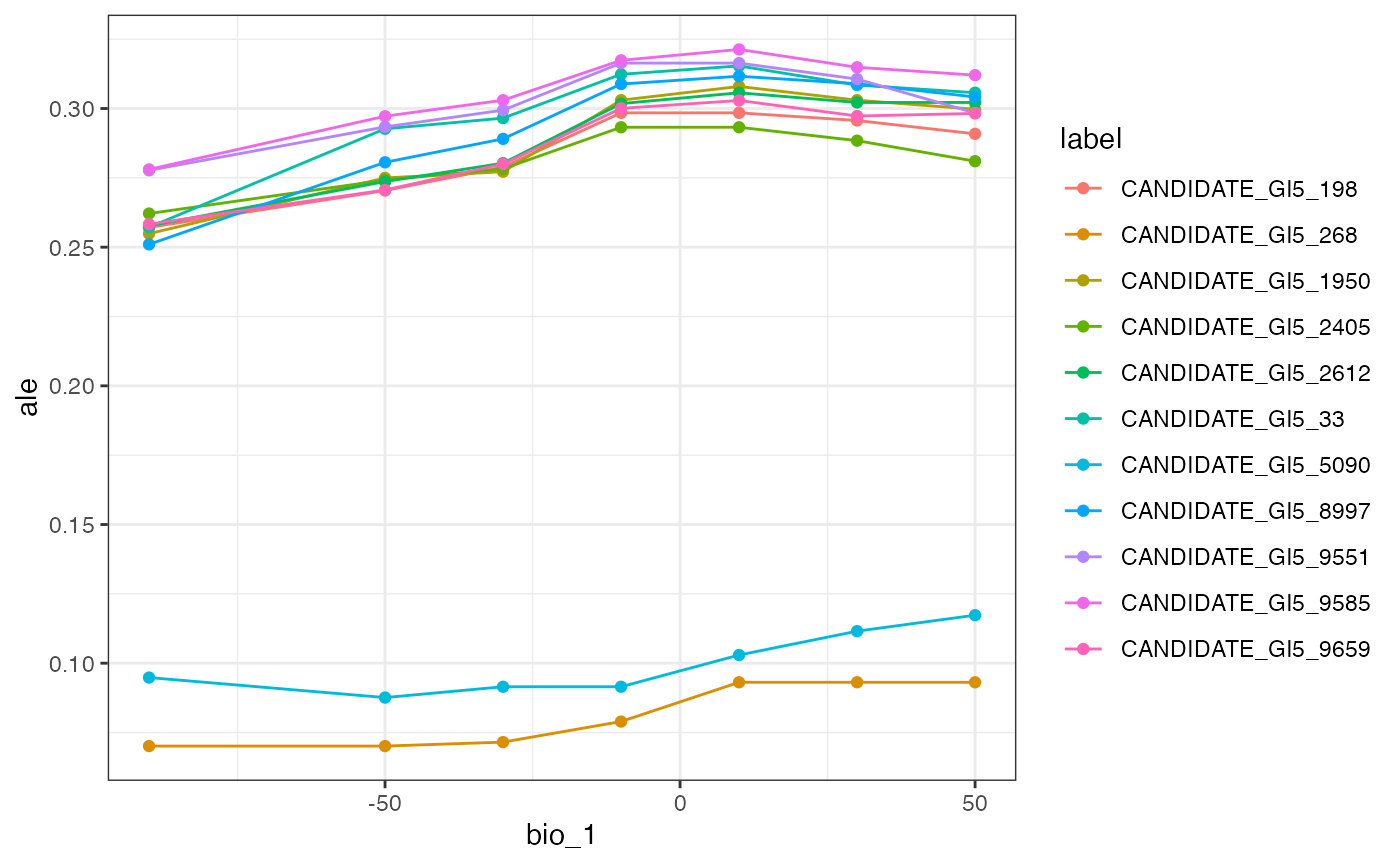 0.30
0.25
0.20
0.15
0.10
ale
-50
0
50
bio_1
label
CANDIDATE_GI5_198
CANDIDATE_GI5_268
CANDIDATE_GI5_1950
CANDIDATE_GI5_2405
CANDIDATE_GI5_2612
CANDIDATE_GI5_33
CANDIDATE_GI5_5090
CANDIDATE_GI5_8997
CANDIDATE_GI5_9551
CANDIDATE_GI5_9585
CANDIDATE_GI5_9659